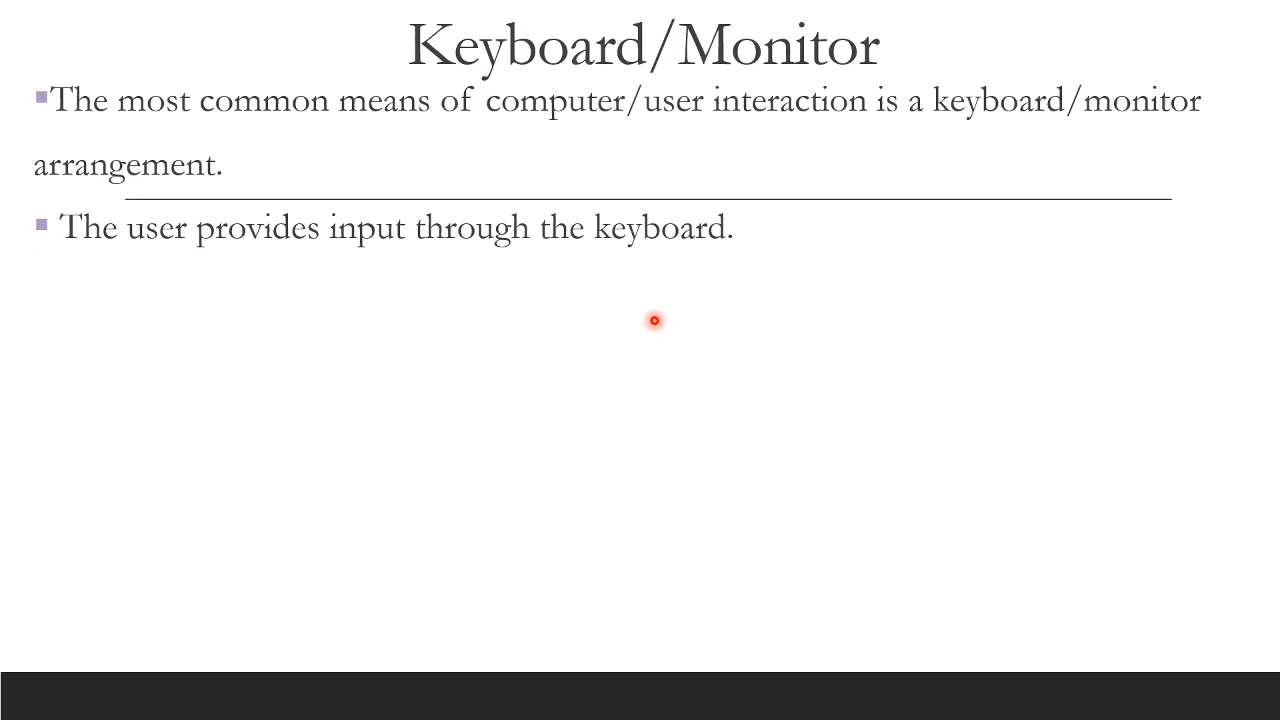 Keyboard/Monitor
▪The most common means of computer/user interaction is a keyboard/monitor
arrangement.
▪ The user provides input through the keyboard.